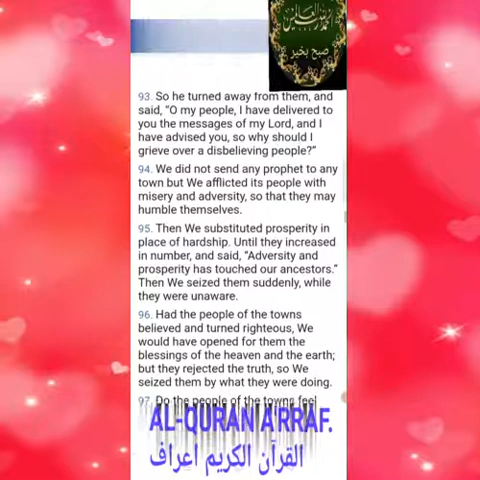 صبح بخیر
93. So he turned away from them, and
said, "O my people, I have delivered to
you the messages of my Lord, and I
have advised you, so why should I
grieve over a disbelieving people?"
94. We did not send any prophet to any
town but We afflicted its people with
misery and adversity, so that they may
humble themselves.
95. Then We substituted prosperity in
place of hardship. Until they increased
in number, and said, "Adversity and
prosperity has touched our ancestors."
Then We seized them suddenly, while
they were unaware.
96. Had the people of the towns
believed and turned righteous, We
would have opened for them the
blessings of the heaven and the earth;
but they rejected the truth, so We
seized them by what they were doing.
97. Do the people of the towns feel
AL-QURAN A'RRAF.
القرآن الكريم اعراف